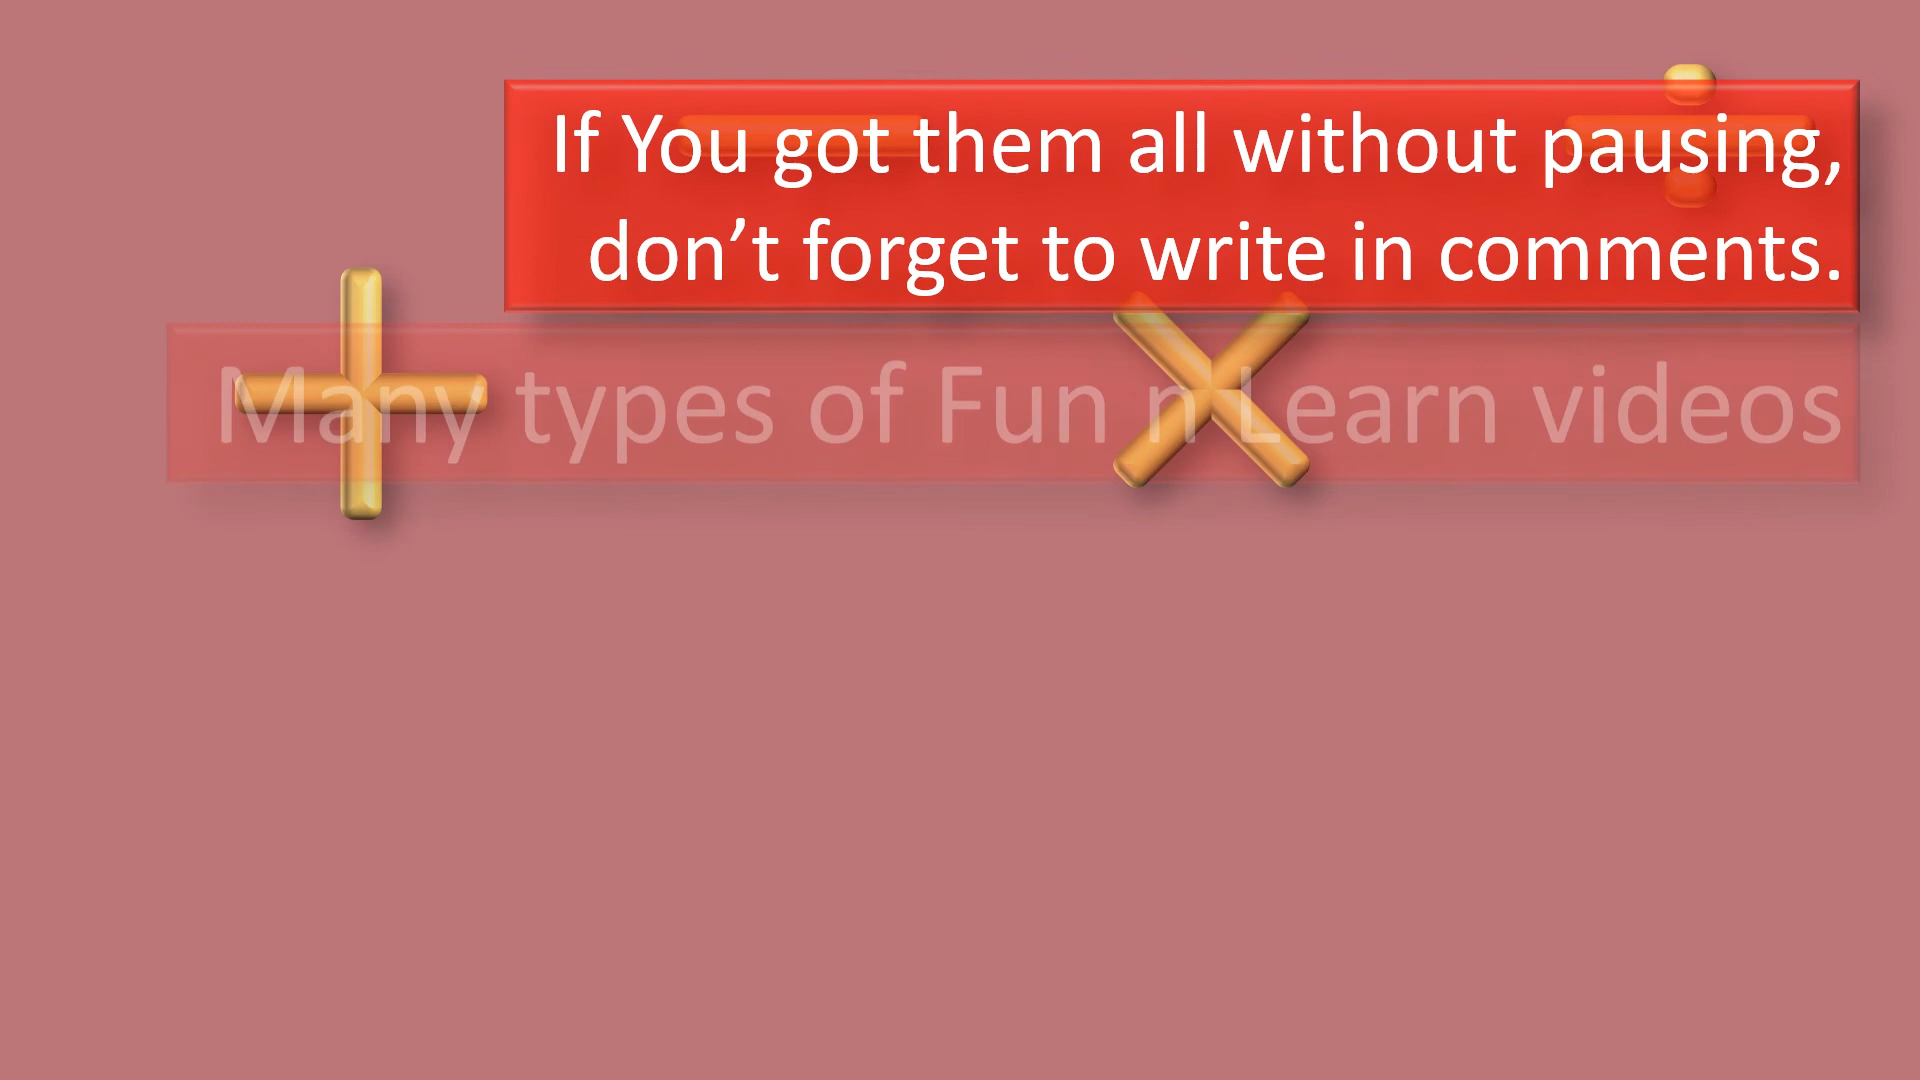 If You got them all without pausing,
don’t forget to write in comments.
Many types of Fun n Learn videos